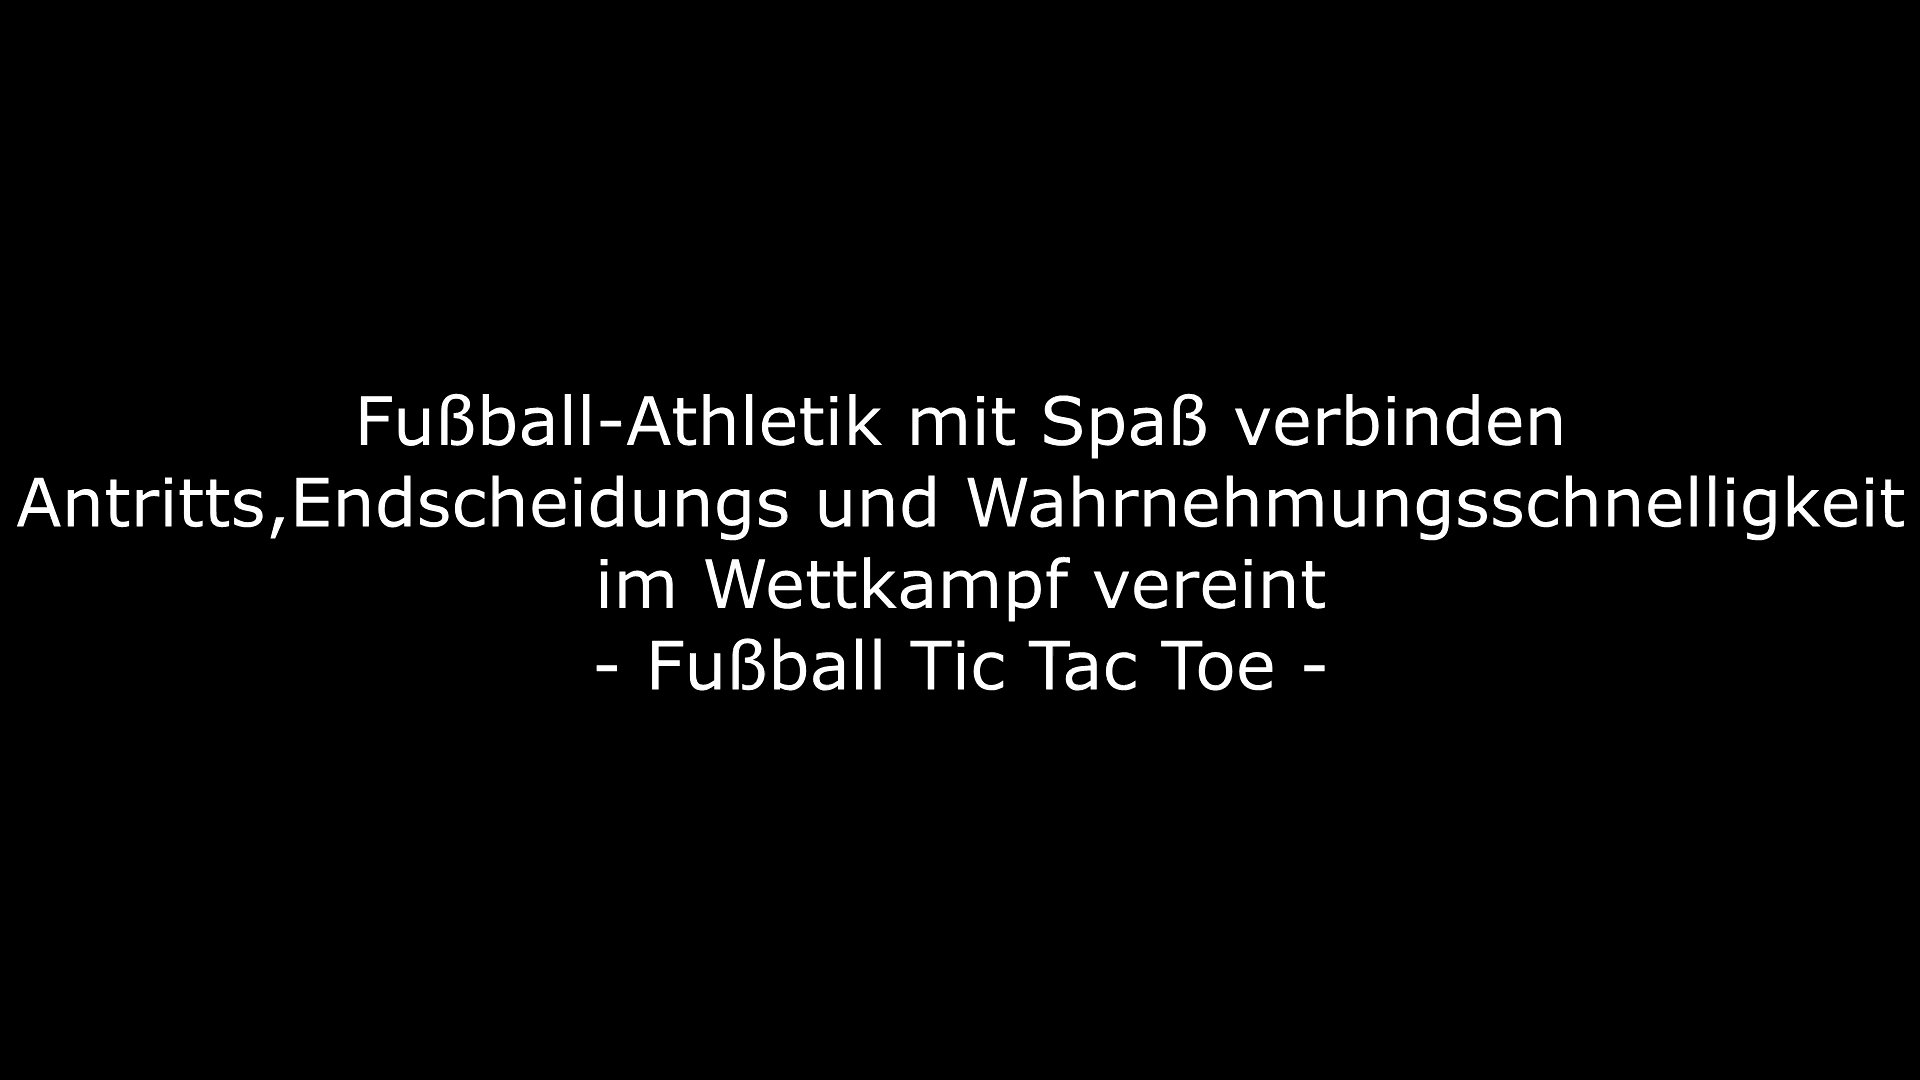 Fußball-Athletik mit Spaß verbinden
Antritts,Endscheidungs und Wahrnehmungsschnelligkeit
im Wettkampf vereint
- Fußball Tic Tac Toe -